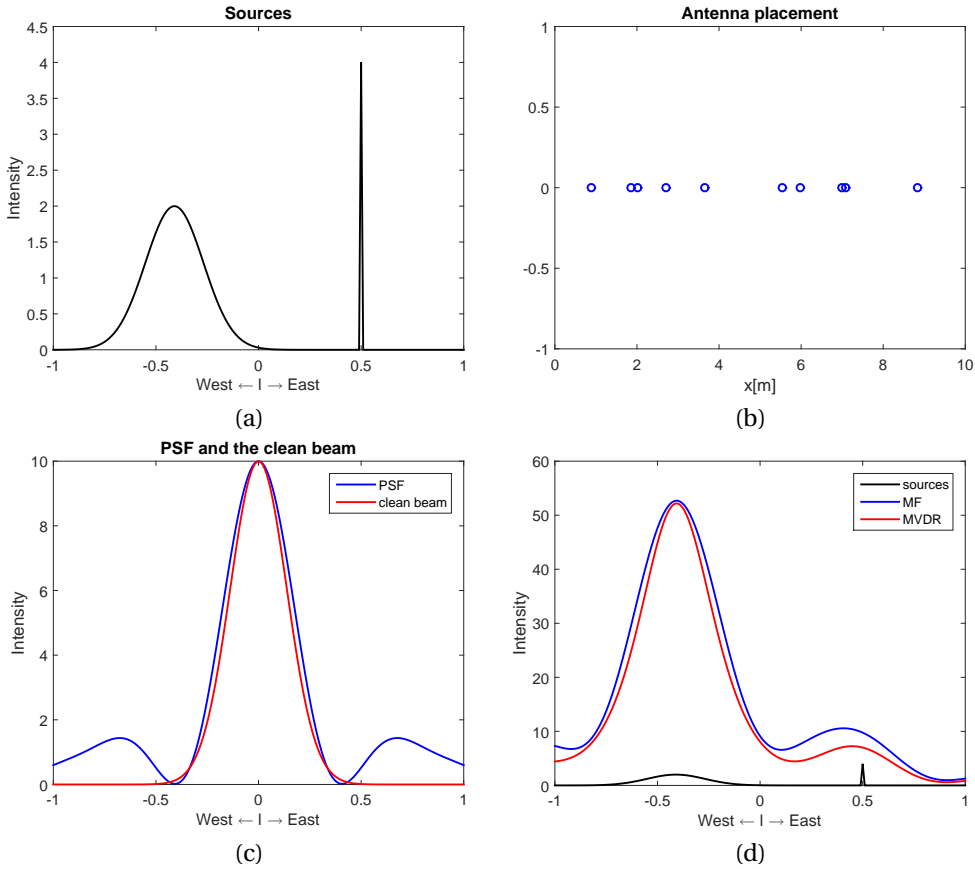 Sources
4.5
4
3.5
3
2.5
2
1.5
1
0.5
0
Intensity
-1
-0.5
0
0.5
1
West ← l → East
(a)
Antenna placement
1
0.5
0
-0.5
-1
0
2
4
6
8
10
x[m]
(b)
PSF and the clean beam
10
8
6
4
2
0
Intensity
PSF
clean beam
-1
-0.5
0
0.5
1
West ← l → East
(c)
60
50
40
30
20
10
0
Intensity
sources
MF
MVDR
-1
-0.5
0
0.5
1
West ← l → East
(d)